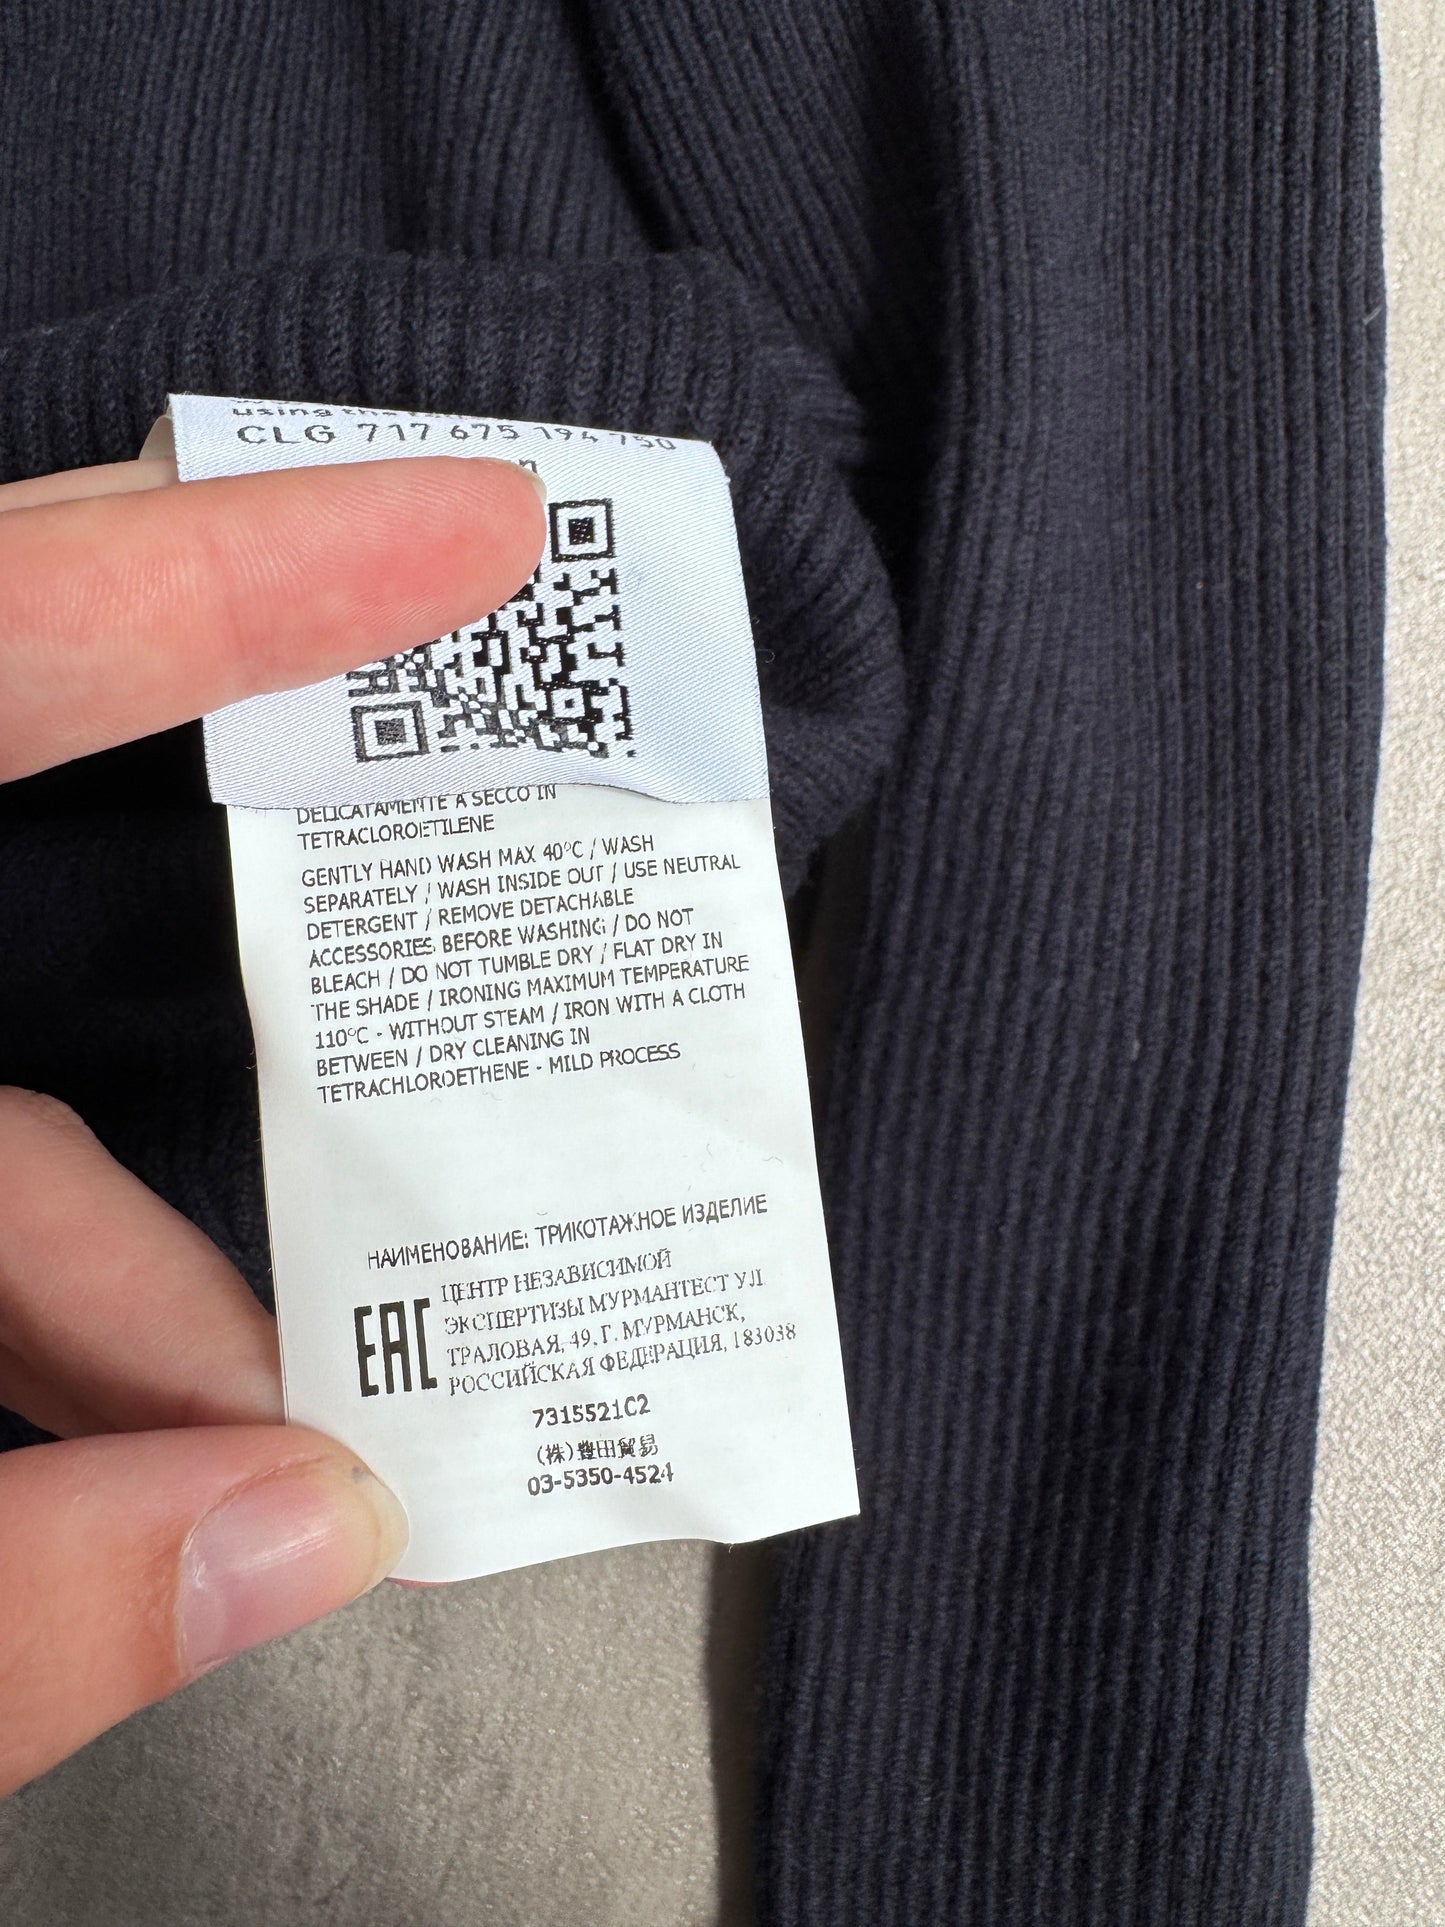 using the
CLG 717 675 194 750
DELICATAMENTE A SECCO IN
TETRACLOROETILENE
GENTLY HAND WASH MAX 40°C / WASH
SEPARATELY / WASH INSIDE OUT / USE NEUTRAL
DETERGENT / REMOVE DETACHABLE
ACCESSORIES BEFORE WASHING / DO NOT
BLEACH / DO NOT TUMBLE DRY / FLAT DRY IN
THE SHADE / IRONING MAXIMUM TEMPERATURE
110°C - WITHOUT STEAM / IRON WITH A CLOTH
BETWEEN / DRY CLEANING IN
TETRACHLOROETHENE - MILD PROCESS
НАИМЕНОВАНИЕ: ТРИКОТАЖНОЕ ИЗДЕЛИЕ
EAC
ЦЕНТР НЕЗАВИСИМОЙ
ЭКСПЕРТИЗЫ МУРМАНТЕСТ УЛ
ТРАЛОВАЯ, 49, Г. МУРМАНСК,
РОССИЙСКАЯ ФЕДЕРАЦИЯ, 183038
7315521C2
(株)豊田貿易
03-5350-4524